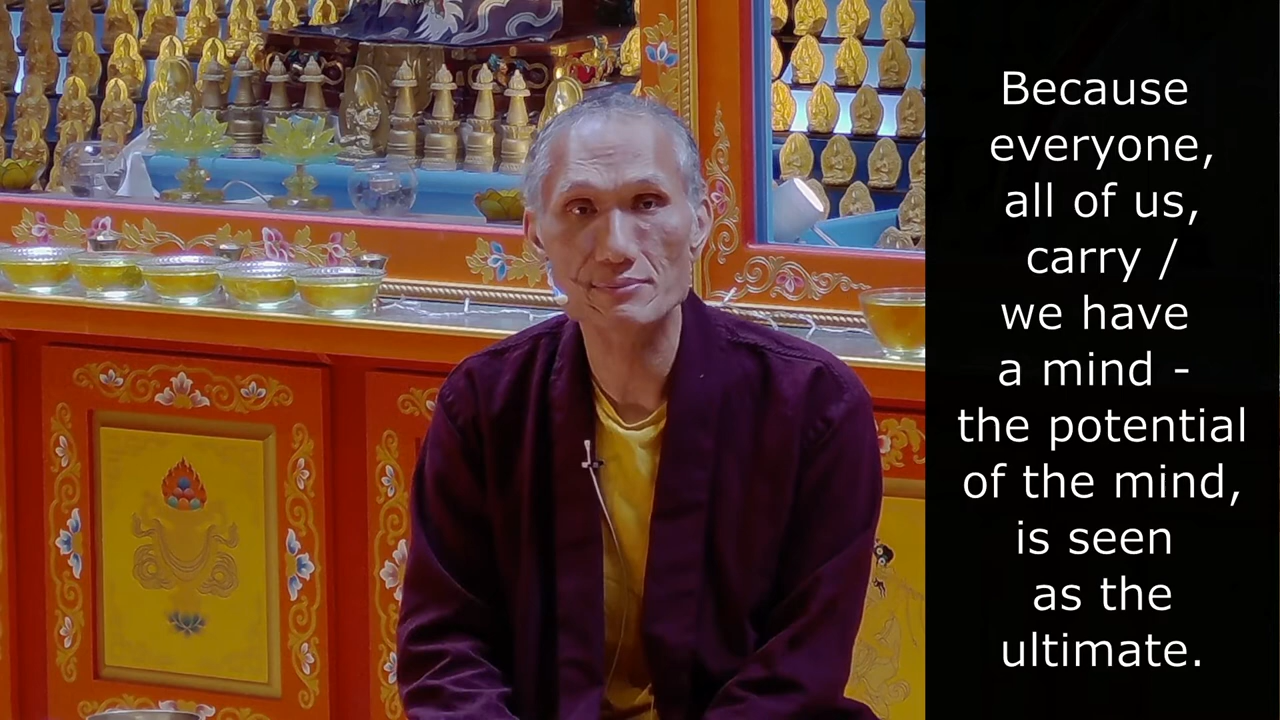 Because
everyone,
all of us,
carry /
we have
a mind -
the potential
of the mind,
is seen
as the
ultimate.